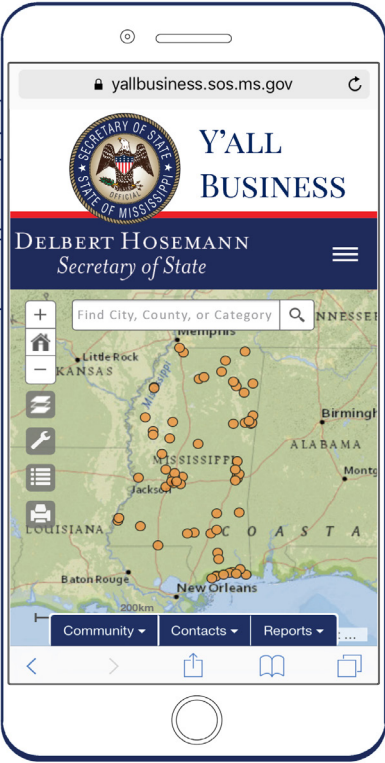 yallbusiness.sos.ms.gov
SECRETARY OF STATE
OFFICIAL
STATE OF MISSISSIPPI
Y'ALL
BUSINESS
DELBERT HOSEMANN
Secretary of State
+
Find City, County, or Category
−
NNESSEE
Memphis
Little Rock
KANSAS
Mississippi
Birmingh
ALABAMA
MISSISSIPPI
Montg
Jackson
LOUISIANA
COASTA
Baton Rouge
New Orleans
200km
Community
Contacts
Reports
...